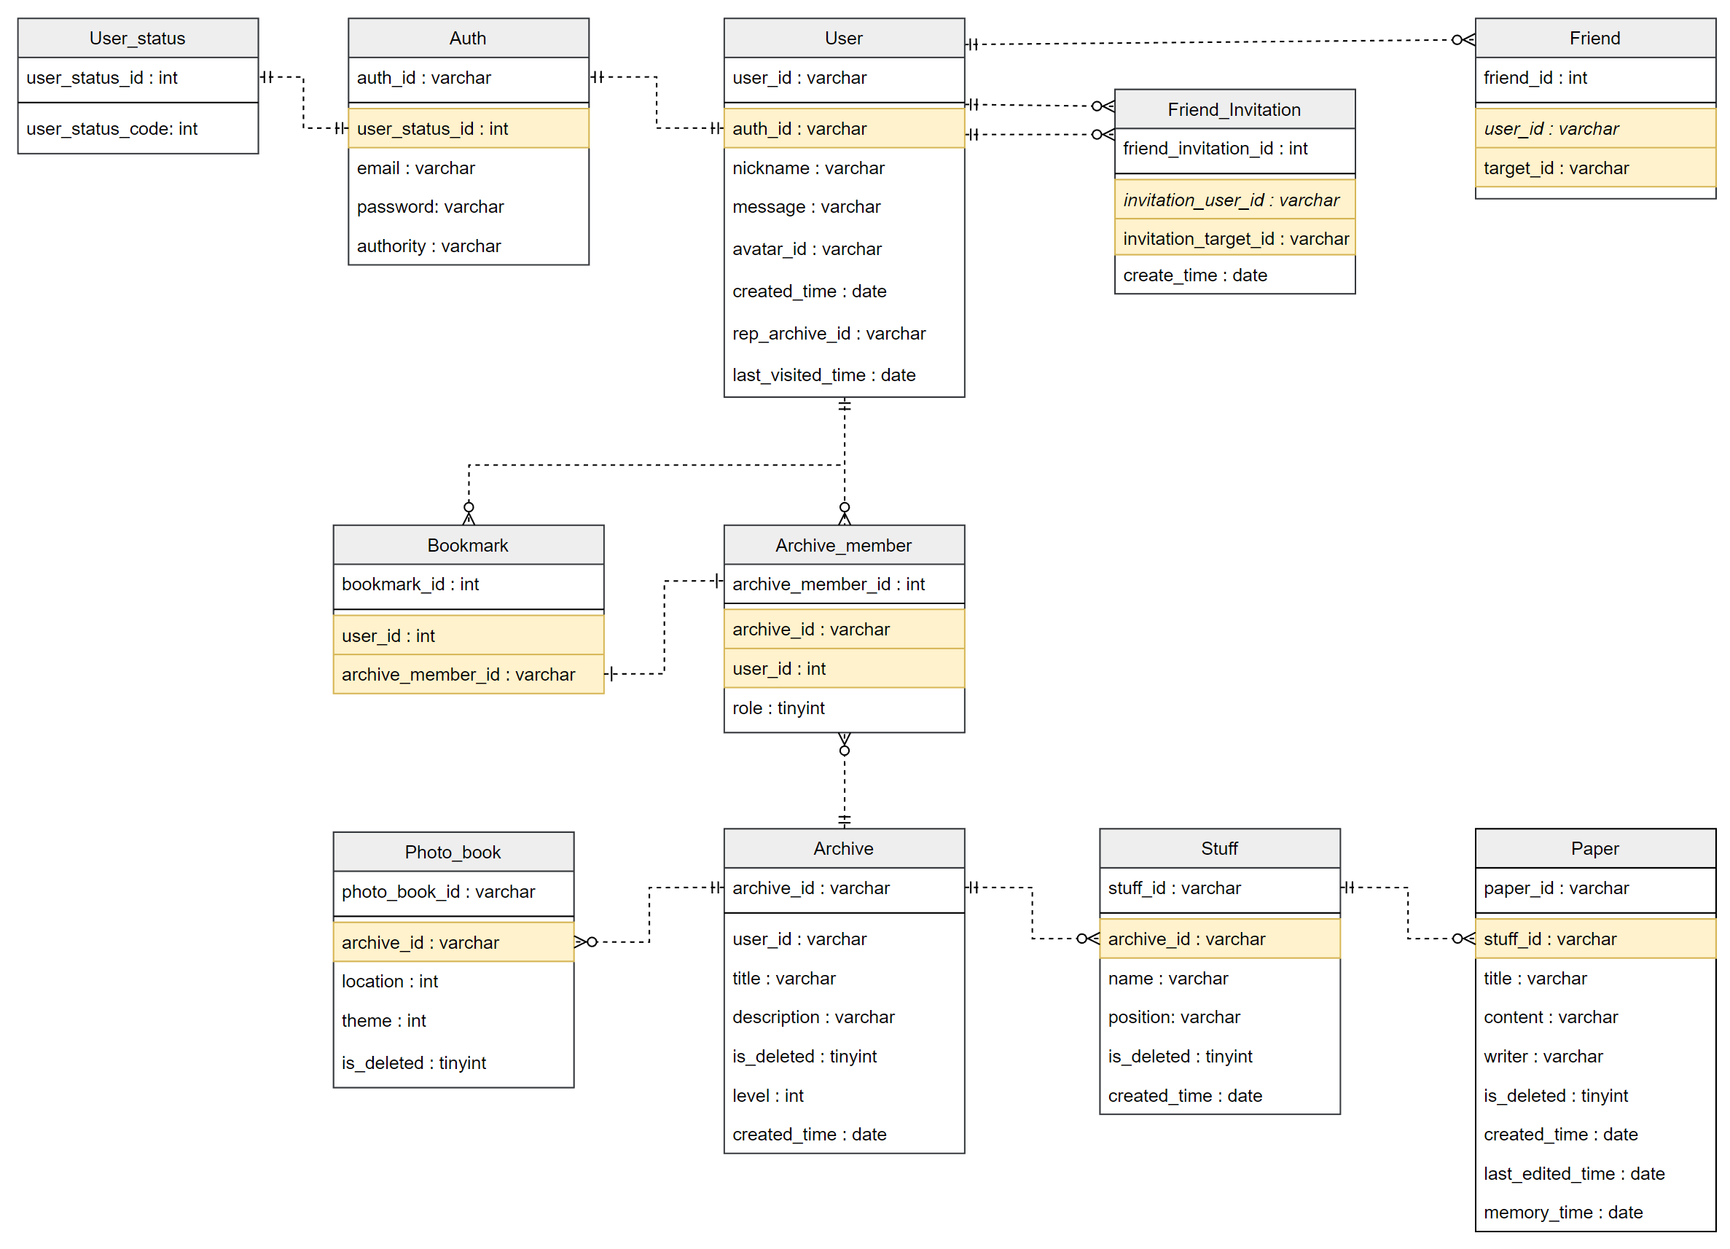 User_status
user_status_id : int
user_status_code: int
Auth
auth_id : varchar
user_status_id : int
email : varchar
password: varchar
authority : varchar
User
user_id : varchar
auth_id : varchar
nickname : varchar
message : varchar
avatar_id : varchar
created_time : date
rep_archive_id : varchar
last_visited_time : date
Friend_Invitation
friend_invitation_id : int
invitation_user_id : varchar
invitation_target_id : varchar
create_time : date
Friend
friend_id : int
user_id : varchar
target_id : varchar
Bookmark
bookmark_id : int
user_id : int
archive_member_id : varchar
Archive_member
archive_member_id : int
archive_id : varchar
user_id : int
role : tinyint
Photo_book
photo_book_id : varchar
archive_id : varchar
location : int
theme : int
is_deleted : tinyint
Archive
archive_id : varchar
user_id : varchar
title : varchar
description : varchar
is_deleted : tinyint
level : int
created_time : date
Stuff
stuff_id : varchar
archive_id : varchar
name : varchar
position: varchar
is_deleted : tinyint
created_time : date
Paper
paper_id : varchar
stuff_id : varchar
title : varchar
content : varchar
writer : varchar
is_deleted : tinyint
created_time : date
last_edited_time : date
memory_time : date